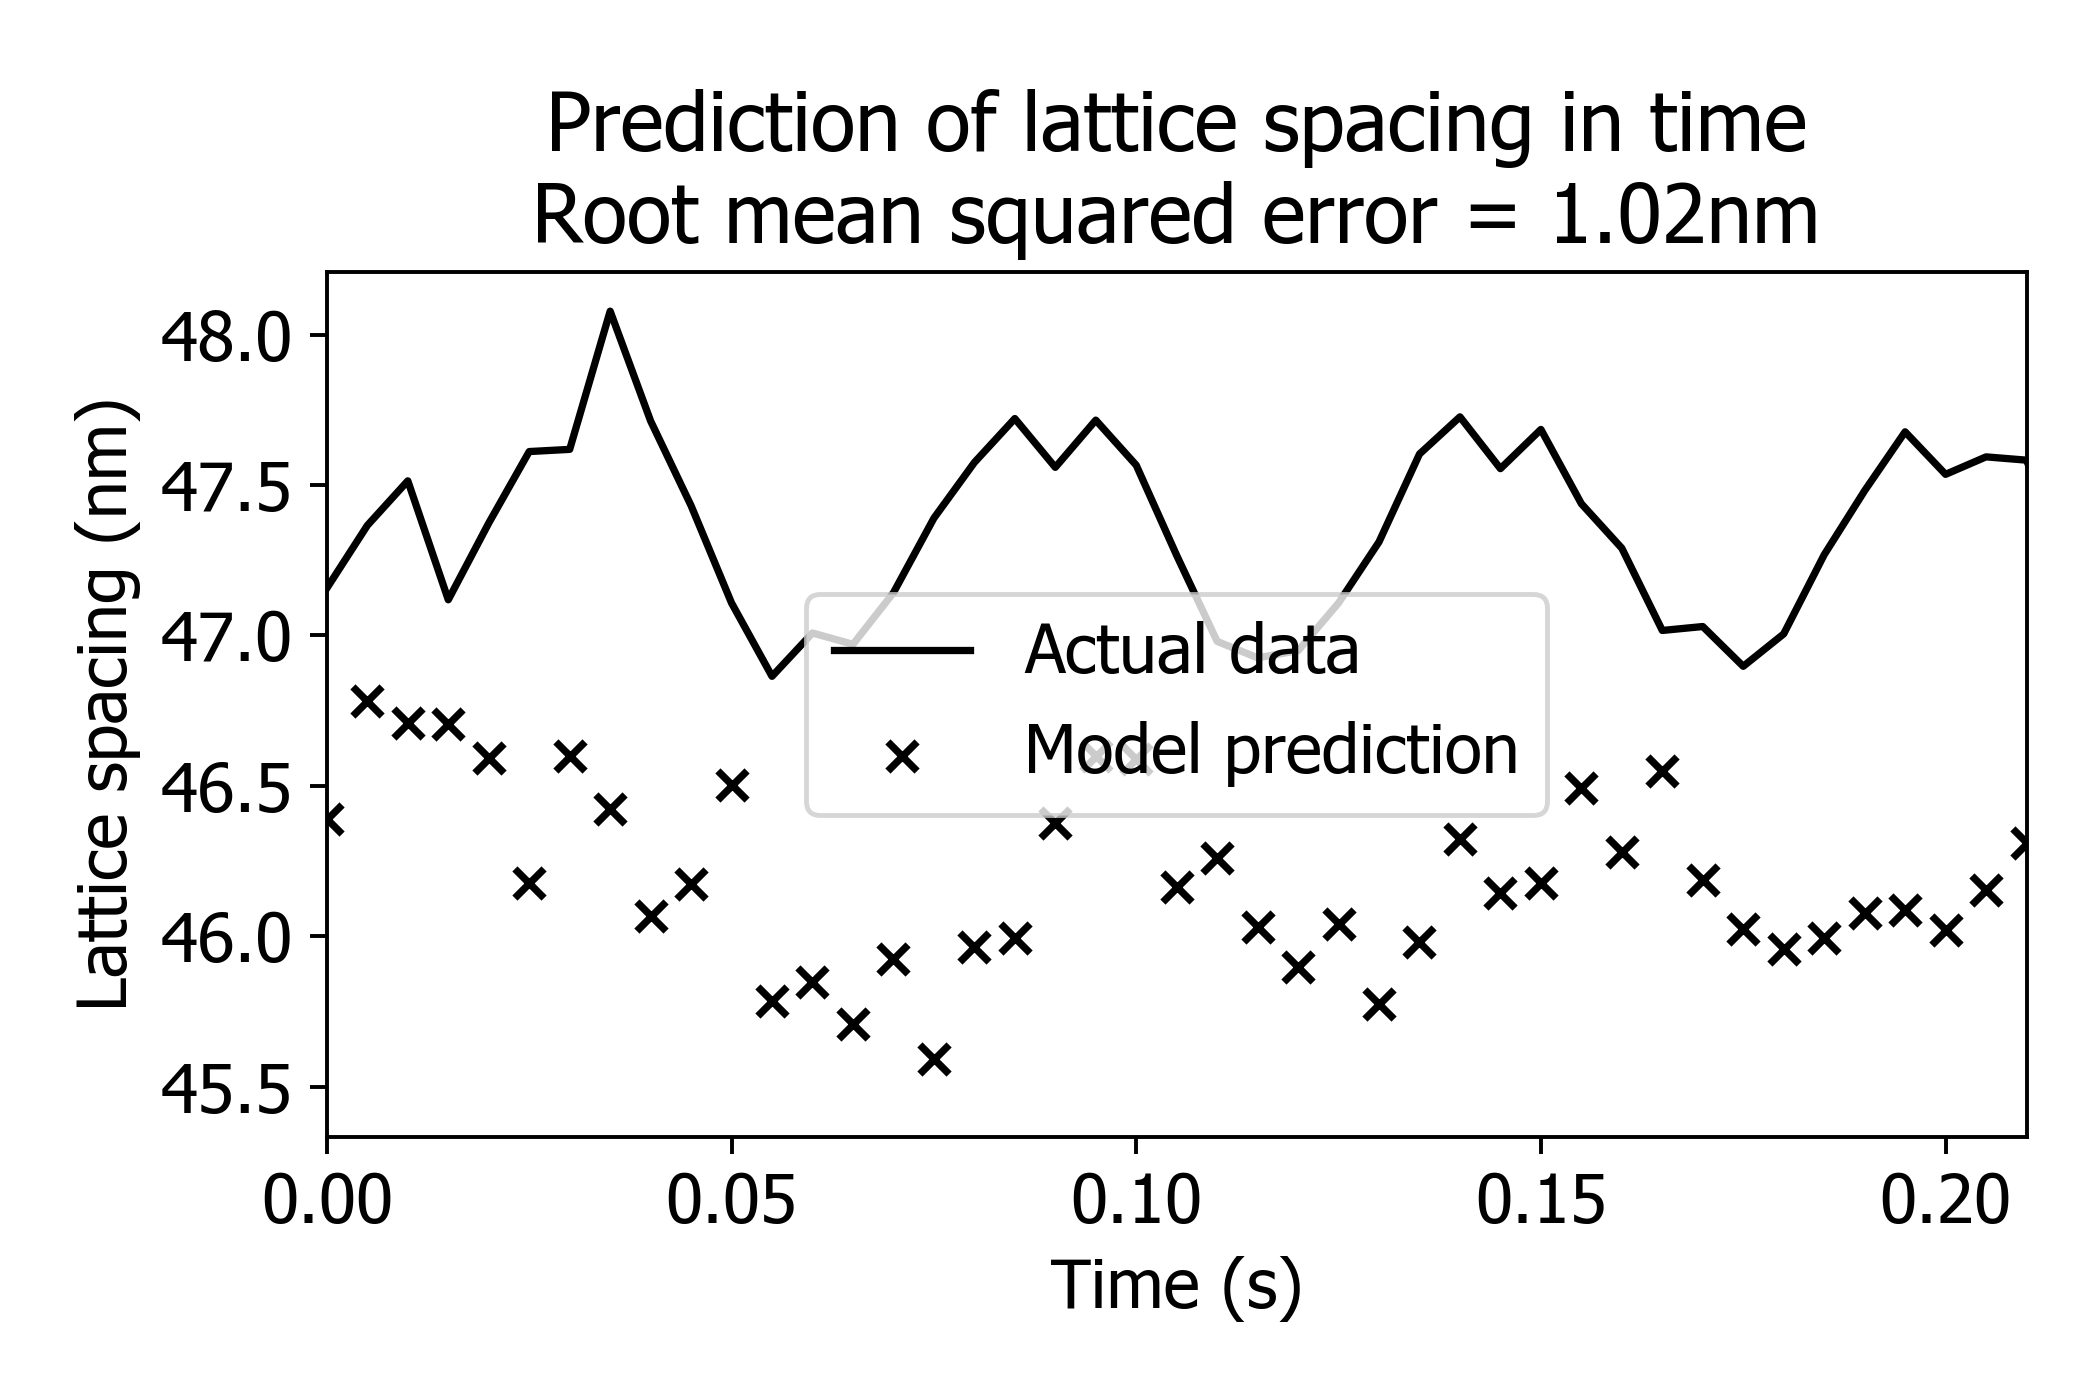 Prediction of lattice spacing in time
Root mean squared error = 1.02nm
48.0
47.5
47.0
46.5
46.0
45.5
Lattice spacing (nm)
Actual data
Model prediction
0.00 0.05 0.10 0.15 0.20
Time (s)